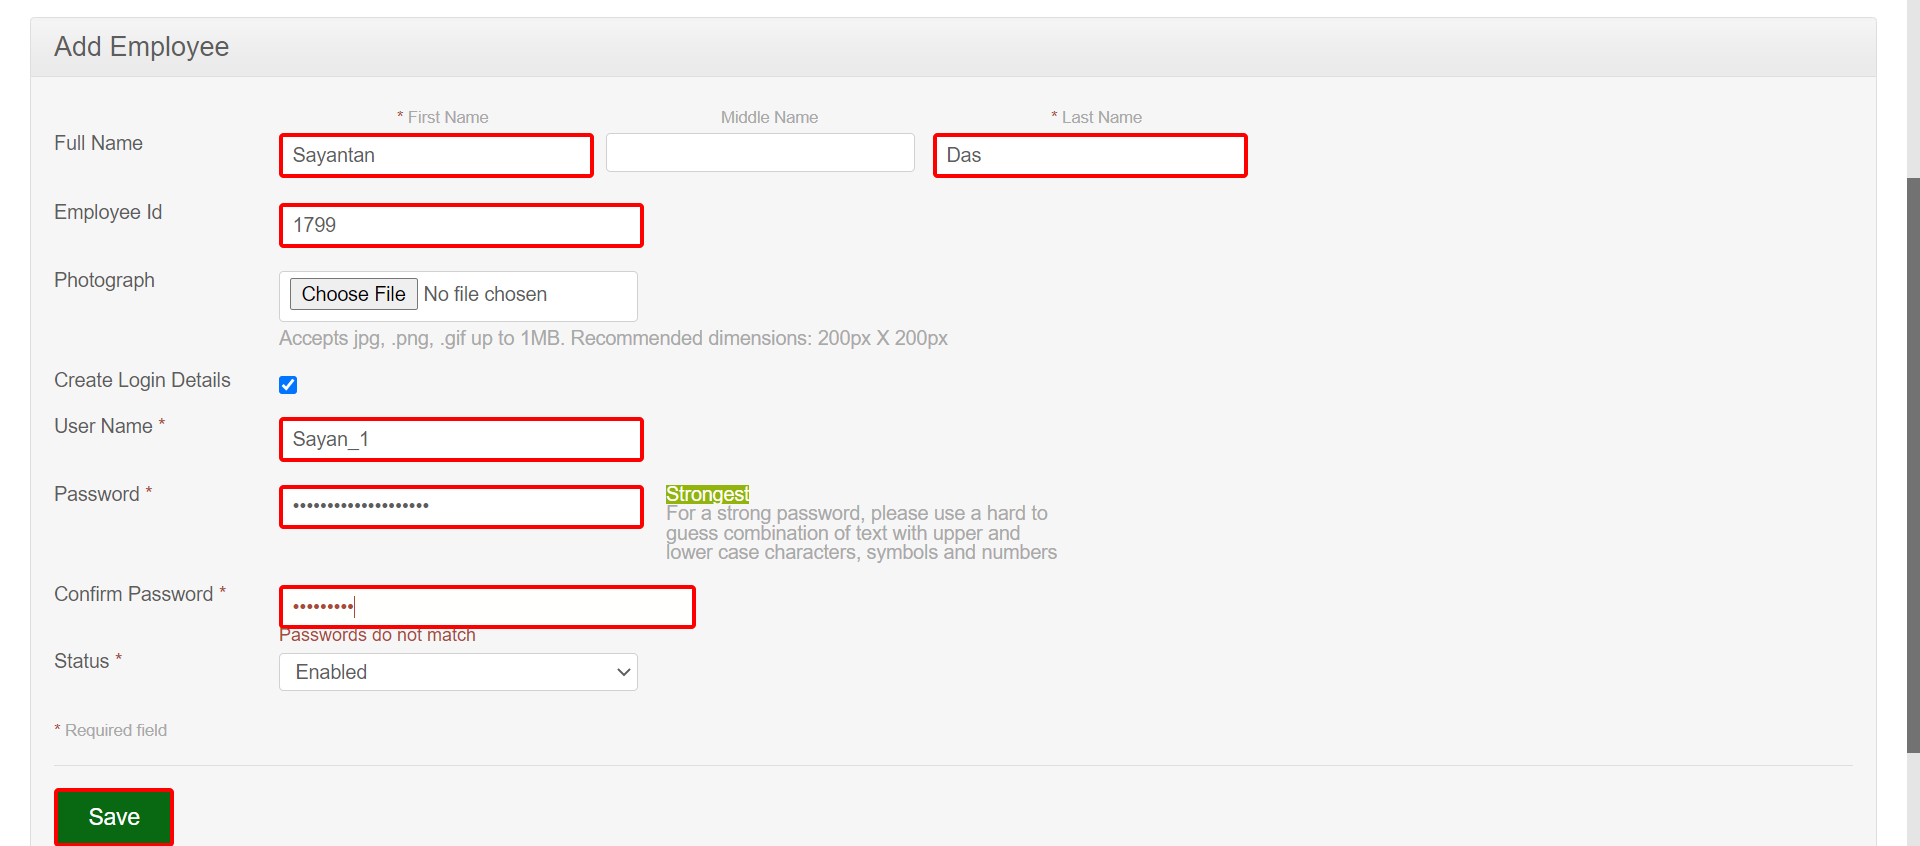 Add Employee
* First Name Middle Name * Last Name
Full Name Sayantan Das
Employee Id 1799
Photograph Choose File No file chosen
Accepts jpg, .png, .gif up to 1MB. Recommended dimensions: 200px X 200px
Create Login Details
User Name * Sayan_1
Password * •••••••••••••••••••• Strongest
For a strong password, please use a hard to
guess combination of text with upper and
lower case characters, symbols and numbers
Confirm Password * •••••••••
Passwords do not match
Status * Enabled
* Required field
Save